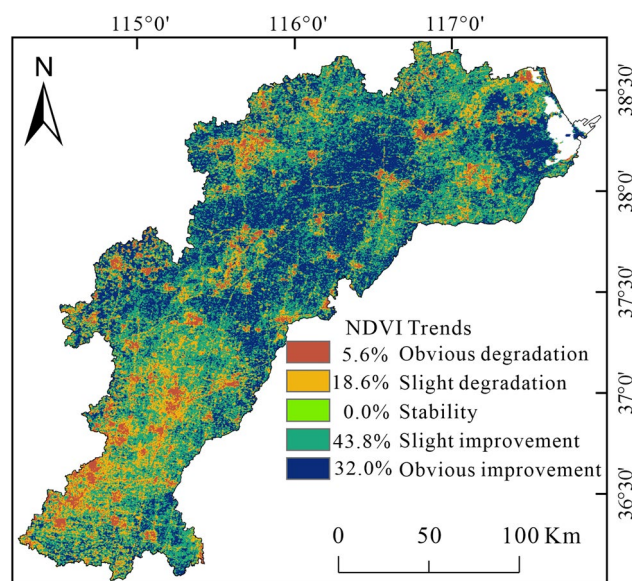 115°0' 116°0' 117°0'
N
38°30'
38°0'
37°30'
37°0'
36°30'
NDVI Trends
5.6% Obvious degradation
18.6% Slight degradation
0.0% Stability
43.8% Slight improvement
32.0% Obvious improvement
0 50 100 Km